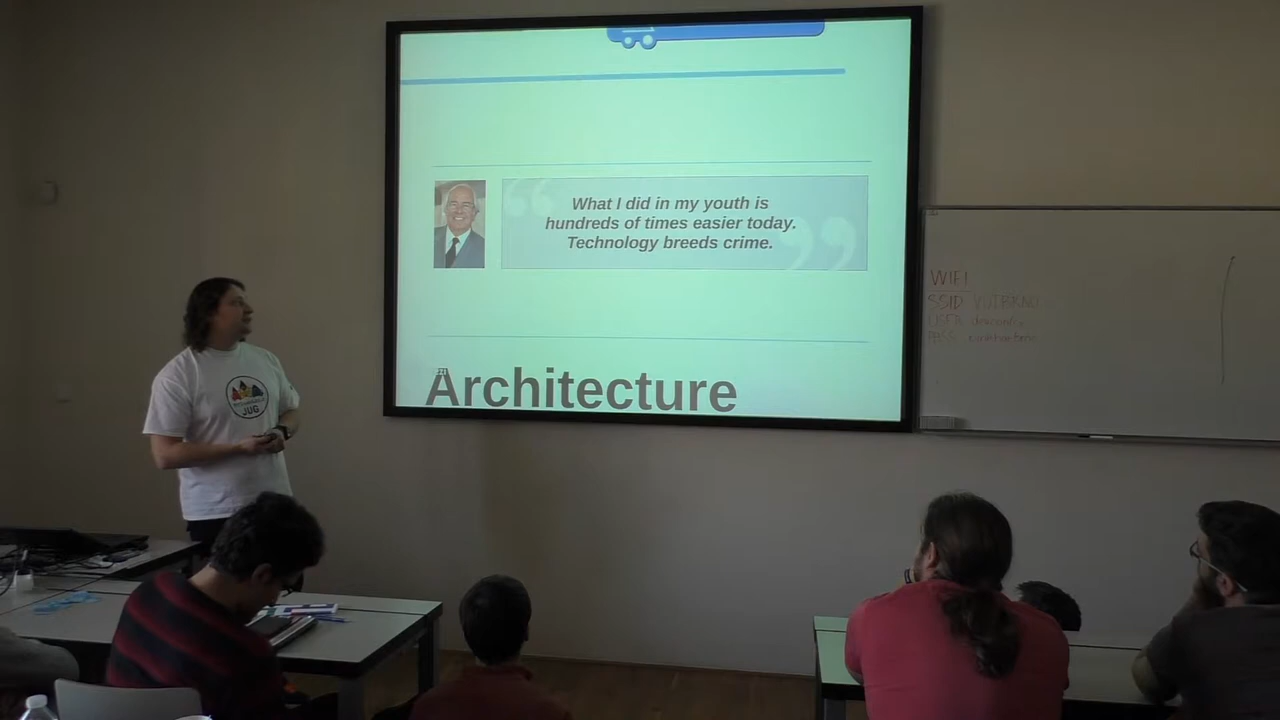 What I did in my youth is
hundreds of times easier today.
Technology breeds crime.
Architecture
JUG
WIFI
SSID